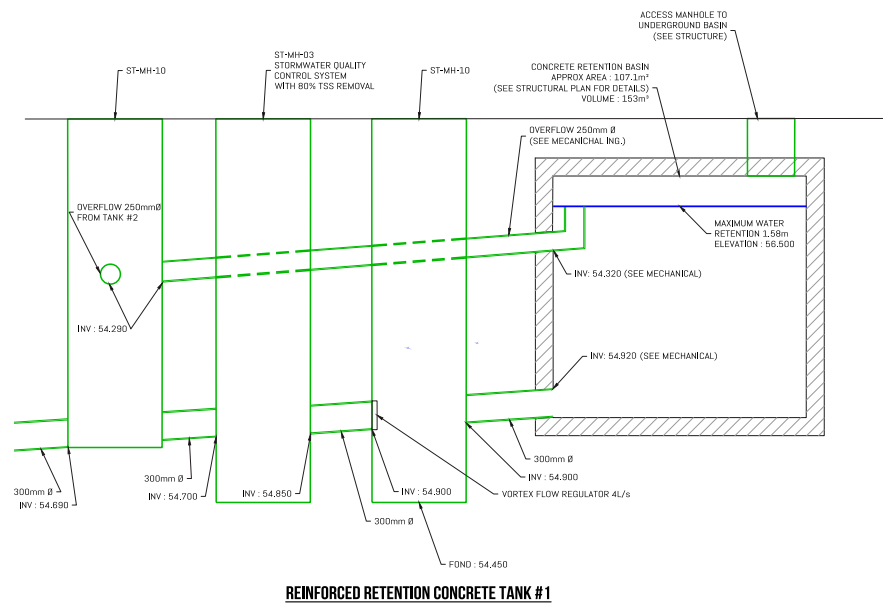 ACCESS MANHOLE TO
UNDERGROUND BASIN
(SEE STRUCTURE)
ST-MH-10
ST-MH-03
STORMWATER QUALITY
CONTROL SYSTEM
WITH 80% TSS REMOVAL
ST-MH-10
CONCRETE RETENTION BASIN
APPROX AREA : 107.1m²
(SEE STRUCTURAL PLAN FOR DETAILS)
VOLUME : 153m³
OVERFLOW 250mm Ø
(SEE MECANICHAL ING.)
OVERFLOW 250mmØ
FROM TANK #2
MAXIMUM WATER
RETENTION 1.58m
ELEVATION : 56.500
INV: 54.320 (SEE MECHANICAL)
INV : 54.290
INV: 54.920 (SEE MECHANICAL)
300mm Ø
INV : 54.690
300mm Ø
INV : 54.700
INV : 54.850
300mm Ø
INV : 54.900
300mm Ø
INV : 54.900
VORTEX FLOW REGULATOR 4L/s
FOND : 54.450
REINFORCED RETENTION CONCRETE TANK #1